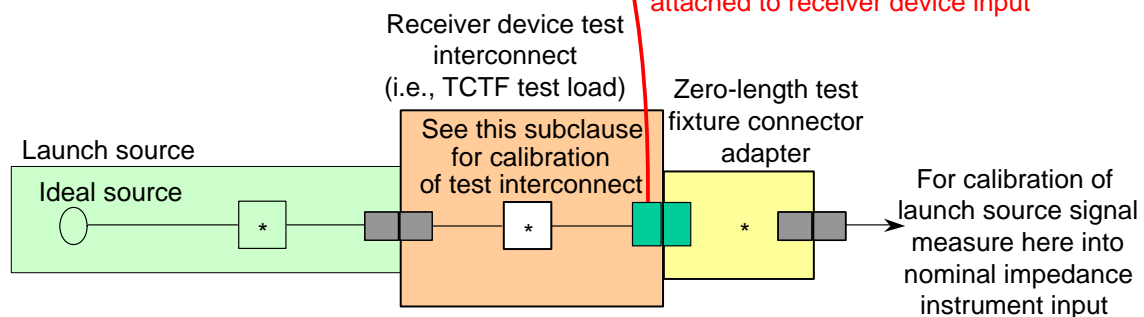 attached to receiver device input
Receiver device test
interconnect
(i.e., TCTF test load)
Zero-length test
fixture connector
adapter
Launch source
Ideal source
*
See this subclause
for calibration
of test interconnect
*
*
For calibration of
launch source signal
measure here into
nominal impedance
instrument input